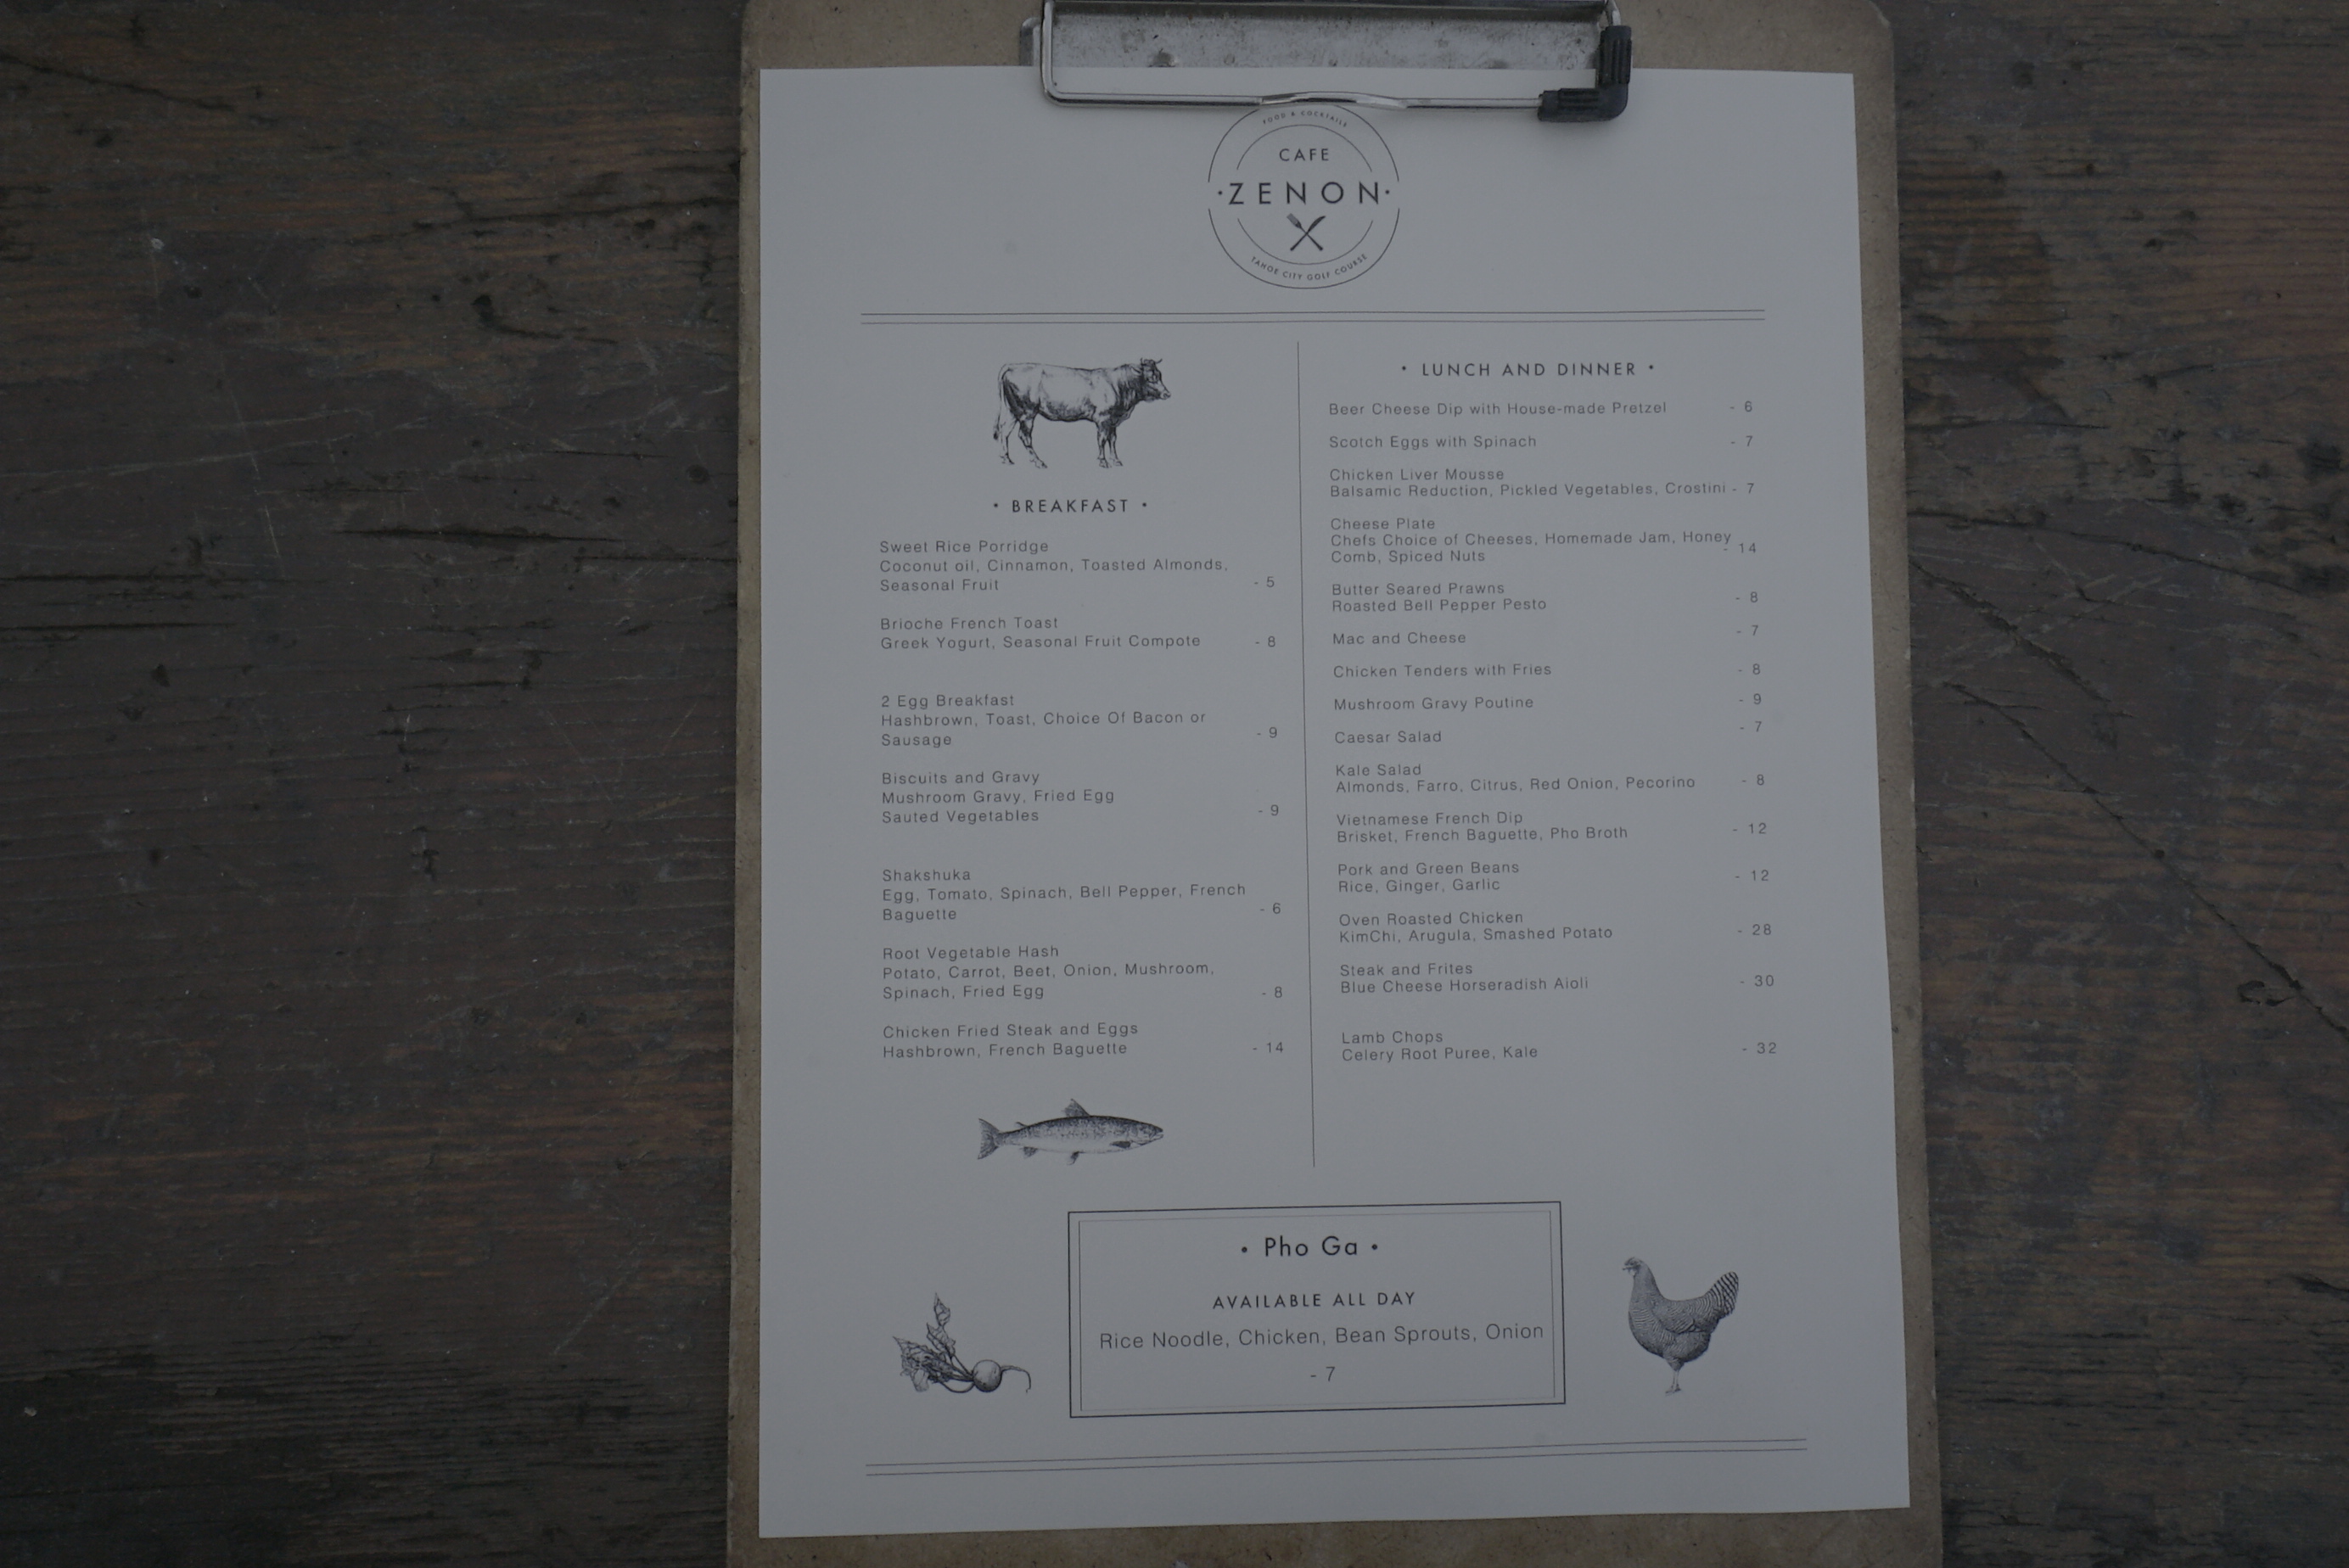 FOOD & COCKTAILS
CAFE
·ZENON·
TAHOE CITY GOLF COURSE
· BREAKFAST ·
Sweet Rice Porridge
Coconut oil, Cinnamon, Toasted Almonds,
Seasonal Fruit - 5
Brioche French Toast
Greek Yogurt, Seasonal Fruit Compote - 8
2 Egg Breakfast
Hashbrown, Toast, Choice Of Bacon or
Sausage - 9
Biscuits and Gravy
Mushroom Gravy, Fried Egg
Sauted Vegetables - 9
Shakshuka
Egg, Tomato, Spinach, Bell Pepper, French
Baguette - 6
Root Vegetable Hash
Potato, Carrot, Beet, Onion, Mushroom,
Spinach, Fried Egg - 8
Chicken Fried Steak and Eggs
Hashbrown, French Baguette - 14
· LUNCH AND DINNER ·
Beer Cheese Dip with House-made Pretzel - 6
Scotch Eggs with Spinach - 7
Chicken Liver Mousse
Balsamic Reduction, Pickled Vegetables, Crostini - 7
Cheese Plate
Chefs Choice of Cheeses, Homemade Jam, Honey
Comb, Spiced Nuts - 14
Butter Seared Prawns
Roasted Bell Pepper Pesto - 8
Mac and Cheese - 7
Chicken Tenders with Fries - 8
Mushroom Gravy Poutine - 9
Caesar Salad - 7
Kale Salad
Almonds, Farro, Citrus, Red Onion, Pecorino - 8
Vietnamese French Dip
Brisket, French Baguette, Pho Broth - 12
Pork and Green Beans
Rice, Ginger, Garlic - 12
Oven Roasted Chicken
KimChi, Arugula, Smashed Potato - 28
Steak and Frites
Blue Cheese Horseradish Aioli - 30
Lamb Chops
Celery Root Puree, Kale - 32
· Pho Ga ·
AVAILABLE ALL DAY
Rice Noodle, Chicken, Bean Sprouts, Onion
- 7